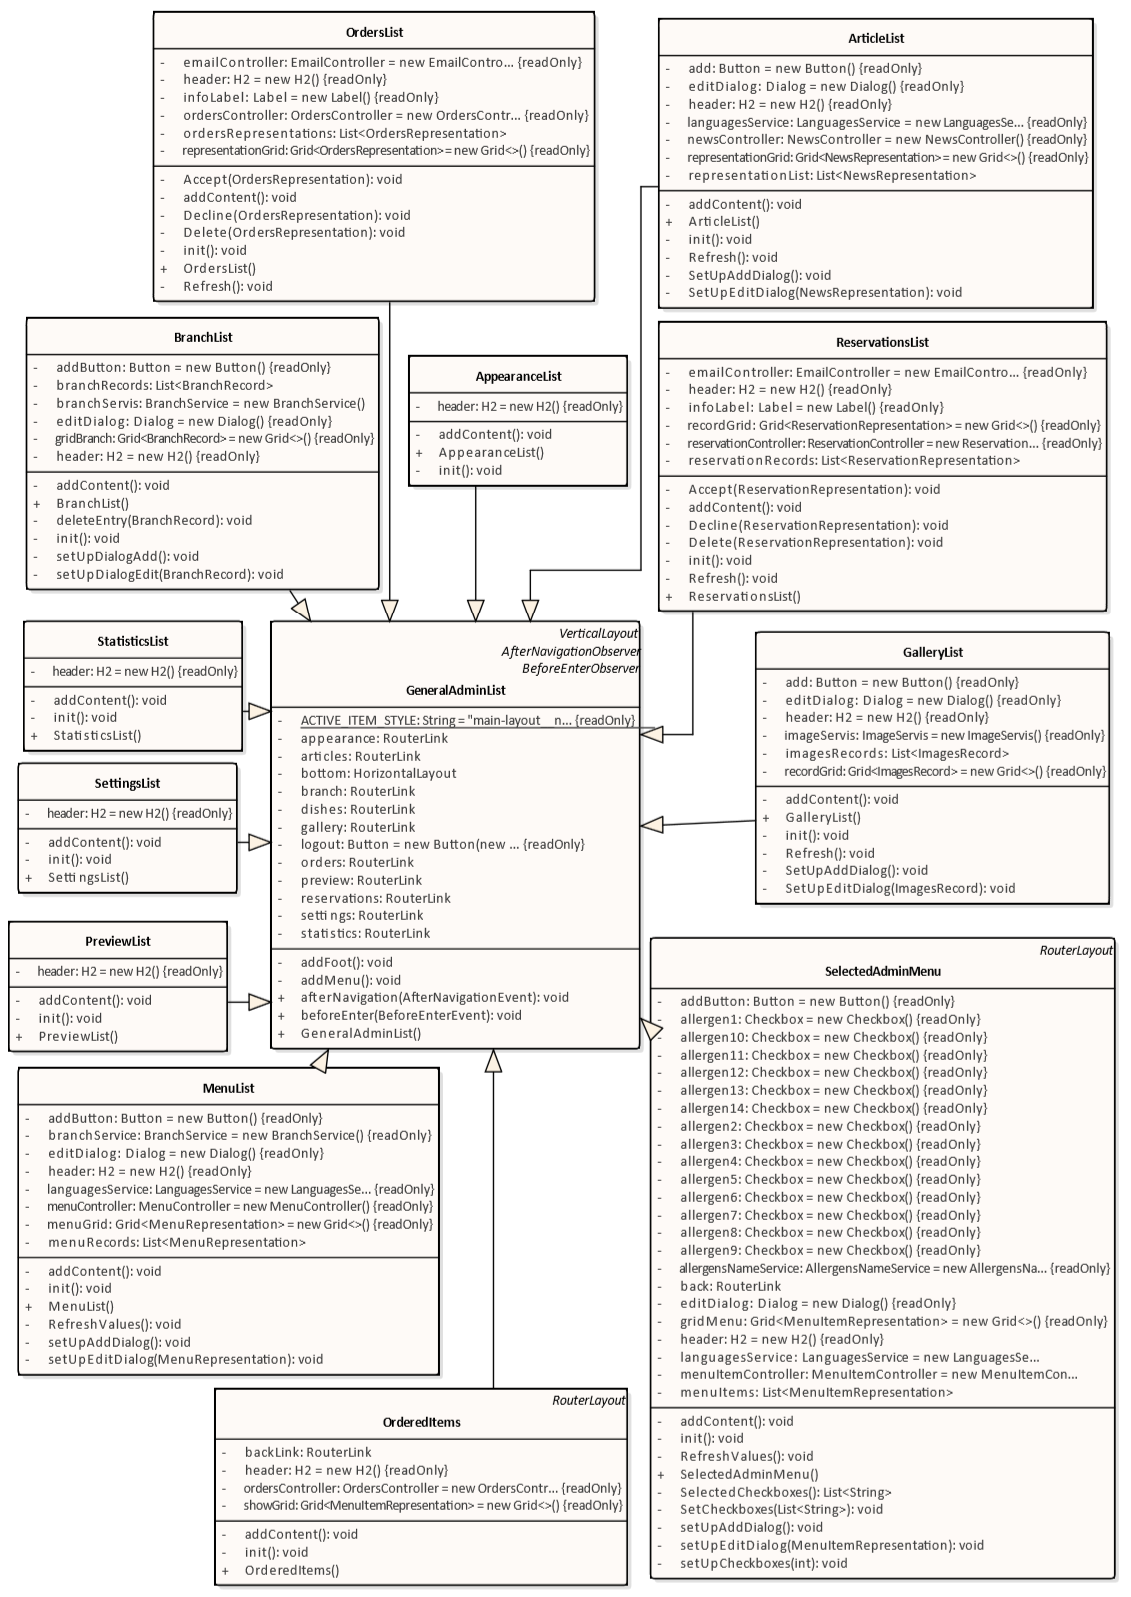 OrdersList
- emailController: EmailController = new EmailContro... {readOnly}
- header: H2 = new H2() {readOnly}
- infoLabel: Label = new Label() {readOnly}
- ordersController: OrdersController = new OrdersContr... {readOnly}
- ordersRepresentations: List<OrdersRepresentation>
- representationGrid: Grid<OrdersRepresentation> = new Grid<>() {readOnly}
- Accept(OrdersRepresentation): void
- addContent(): void
- Decline(OrdersRepresentation): void
- Delete(OrdersRepresentation): void
- init(): void
+ OrdersList()
- Refresh(): void
ArticleList
- add: Button = new Button() {readOnly}
- editDialog: Dialog = new Dialog() {readOnly}
- header: H2 = new H2() {readOnly}
- languagesService: LanguagesService = new LanguagesSe... {readOnly}
- newsController: NewsController = new NewsController() {readOnly}
- representationGrid: Grid<NewsRepresentation> = new Grid<>() {readOnly}
- representationList: List<NewsRepresentation>
- addContent(): void
+ ArticleList()
- init(): void
- Refresh(): void
- SetUpAddDialog(): void
- SetUpEditDialog(NewsRepresentation): void
BranchList
- addButton: Button = new Button() {readOnly}
- branchRecords: List<BranchRecord>
- branchServis: BranchService = new BranchService()
- editDialog: Dialog = new Dialog() {readOnly}
- gridBranch: Grid<BranchRecord> = new Grid<>() {readOnly}
- header: H2 = new H2() {readOnly}
- addContent(): void
+ BranchList()
- deleteEntry(BranchRecord): void
- init(): void
- setUpDialogAdd(): void
- setUpDialogEdit(BranchRecord): void
AppearanceList
- header: H2 = new H2() {readOnly}
- addContent(): void
+ AppearanceList()
- init(): void
ReservationsList
- emailController: EmailController = new EmailContro... {readOnly}
- header: H2 = new H2() {readOnly}
- infoLabel: Label = new Label() {readOnly}
- recordGrid: Grid<ReservationRepresentation> = new Grid<>() {readOnly}
- reservationController: ReservationController = new Reservation... {readOnly}
- reservationRecords: List<ReservationRepresentation>
- Accept(ReservationRepresentation): void
- addContent(): void
- Decline(ReservationRepresentation): void
- Delete(ReservationRepresentation): void
- init(): void
- Refresh(): void
+ ReservationsList()
StatisticsList
- header: H2 = new H2() {readOnly}
- addContent(): void
- init(): void
+ StatisticsList()
VerticalLayout
AfterNavigationObserver
BeforeEnterObserver
GeneralAdminList
- ACTIVE_ITEM_STYLE: String = "main-layout__n... {readOnly}
- appearance: RouterLink
- articles: RouterLink
- bottom: HorizontalLayout
- branch: RouterLink
- dishes: RouterLink
- gallery: RouterLink
- logout: Button = new Button(new ... {readOnly}
- orders: RouterLink
- preview: RouterLink
- reservations: RouterLink
- settings: RouterLink
- statistics: RouterLink
- addFoot(): void
- addMenu(): void
+ afterNavigation(AfterNavigationEvent): void
+ beforeEnter(BeforeEnterEvent): void
+ GeneralAdminList()
GalleryList
- add: Button = new Button() {readOnly}
- editDialog: Dialog = new Dialog() {readOnly}
- header: H2 = new H2() {readOnly}
- imageServis: ImageServis = new ImageServis() {readOnly}
- imagesRecords: List<ImagesRecord>
- recordGrid: Grid<ImagesRecord> = new Grid<>() {readOnly}
- addContent(): void
+ GalleryList()
- init(): void
- Refresh(): void
- SetUpAddDialog(): void
- SetUpEditDialog(ImagesRecord): void
SettingsList
- header: H2 = new H2() {readOnly}
- addContent(): void
- init(): void
+ SettingsList()
PreviewList
- header: H2 = new H2() {readOnly}
- addContent(): void
- init(): void
+ PreviewList()
RouterLayout
SelectedAdminMenu
- addButton: Button = new Button() {readOnly}
- allergen1: Checkbox = new Checkbox() {readOnly}
- allergen10: Checkbox = new Checkbox() {readOnly}
- allergen11: Checkbox = new Checkbox() {readOnly}
- allergen12: Checkbox = new Checkbox() {readOnly}
- allergen13: Checkbox = new Checkbox() {readOnly}
- allergen14: Checkbox = new Checkbox() {readOnly}
- allergen2: Checkbox = new Checkbox() {readOnly}
- allergen3: Checkbox = new Checkbox() {readOnly}
- allergen4: Checkbox = new Checkbox() {readOnly}
- allergen5: Checkbox = new Checkbox() {readOnly}
- allergen6: Checkbox = new Checkbox() {readOnly}
- allergen7: Checkbox = new Checkbox() {readOnly}
- allergen8: Checkbox = new Checkbox() {readOnly}
- allergen9: Checkbox = new Checkbox() {readOnly}
- allergensNameService: AllergensNameService = new AllergensNa... {readOnly}
- back: RouterLink
- editDialog: Dialog = new Dialog() {readOnly}
- gridMenu: Grid<MenuItemRepresentation> = new Grid<>() {readOnly}
- header: H2 = new H2() {readOnly}
- languagesService: LanguagesService = new LanguagesSe...
- menuItemController: MenuItemController = new MenuItemCon...
- menuItems: List<MenuItemRepresentation>
- addContent(): void
- init(): void
- RefreshValues(): void
+ SelectedAdminMenu()
- SelectedCheckboxes(): List<String>
- SetCheckboxes(List<String>): void
- setUpAddDialog(): void
- setUpEditDialog(MenuItemRepresentation): void
- setUpCheckboxes(int): void
MenuList
- addButton: Button = new Button() {readOnly}
- branchService: BranchService = new BranchService() {readOnly}
- editDialog: Dialog = new Dialog() {readOnly}
- header: H2 = new H2() {readOnly}
- languagesService: LanguagesService = new LanguagesSe... {readOnly}
- menuController: MenuController = new MenuController() {readOnly}
- menuGrid: Grid<MenuRepresentation> = new Grid<>() {readOnly}
- menuRecords: List<MenuRepresentation>
- addContent(): void
- init(): void
+ MenuList()
- RefreshValues(): void
- setUpAddDialog(): void
- setUpEditDialog(MenuRepresentation): void
RouterLayout
OrderedItems
- backLink: RouterLink
- header: H2 = new H2() {readOnly}
- ordersController: OrdersController = new OrdersContr... {readOnly}
- showGrid: Grid<MenuItemRepresentation> = new Grid<>() {readOnly}
- addContent(): void
- init(): void
+ OrderedItems()